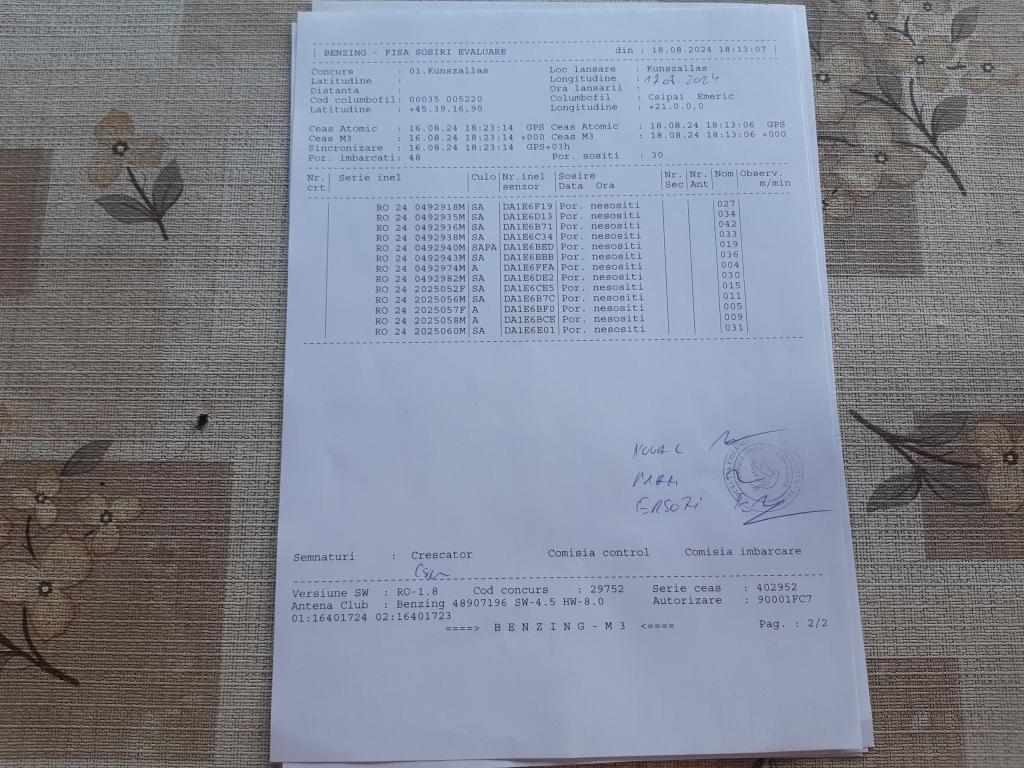 BENZING - FISA SOSIRI EVALUARE din : 18.08.2024 18:13:07
Concurs : 01.Kunszallas Loc lansare : Kunszallas
Latitudine : Longitudine :
Distanta : Ora lansarii :
Cod columbofil: 00035 005220 Columbofil : Csipai Emeric
Latitudine : +45.39.16,90 Longitudine : +21.0.0,0
Ceas Atomic : 16.08.24 18:23:14 GPS Ceas Atomic : 18.08.24 18:13:06 GPS
Ceas M3 : 16.08.24 18:23:14 +000 Ceas M3 : 18.08.24 18:13:06 +000
Sincronizare : 16.08.24 18:23:14 GPS+03h
Por. imbarcati: 48 Por. sositi : 30
Nr. Serie inel Culo Nr.inel Sosire Nr. Nr. Nom Observ.
crt senzor Data Ora Sec Ant m/min
RO 24 0492918M SA DA1E6F19 Por. nesositi 027
RO 24 0492935M SA DA1E6D13 Por. nesositi 034
RO 24 0492936M SA DA1E6B71 Por. nesositi 042
RO 24 0492938M SA DA1E6C34 Por. nesositi 033
RO 24 0492940M SAPA DA1E6BED Por. nesositi 019
RO 24 0492943M SA DA1E6BBB Por. nesositi 036
RO 24 0492974M A DA1E6FFA Por. nesositi 004
RO 24 0492982M SA DA1E6DE2 Por. nesositi 030
RO 24 2025052F SA DA1E6CE5 Por. nesositi 015
RO 24 2025056M SA DA1E6B7C Por. nesositi 011
RO 24 2025057F A DA1E6BF0 Por. nesositi 005
RO 24 2025058M A DA1E6BCE Por. nesositi 009
RO 24 2025060M SA DA1E6E01 Por. nesositi 031
Semnaturi : Crescator Comisia control Comisia imbarcare
Versiune SW : RO-1.8 Cod concurs : 29752 Serie ceas : 402952
Antena Club : Benzing 48907196 SW-4.5 HW-8.0 Autorizare : 90001FC7
01:16401724 02:16401723
====> B E N Z I N G - M 3 <==== Pag. : 2/2